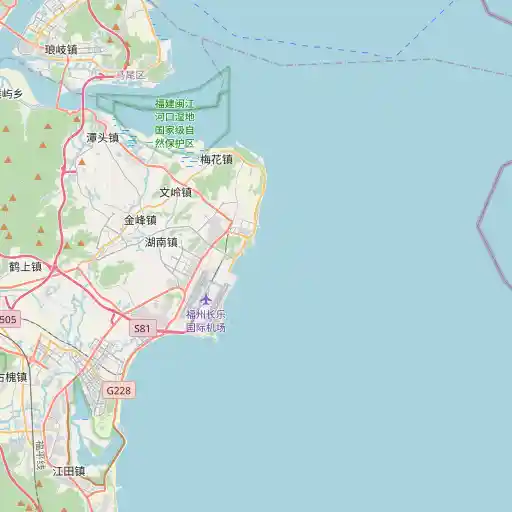 琅岐镇
马尾区
屿乡
福建闽江
河口湿地
国家级自
然保护区
潭头镇
梅花镇
文岭镇
金峰镇
湖南镇
鹤上镇
福州长乐
国际机场
505
S81
古槐镇
G228
福平线
江田镇